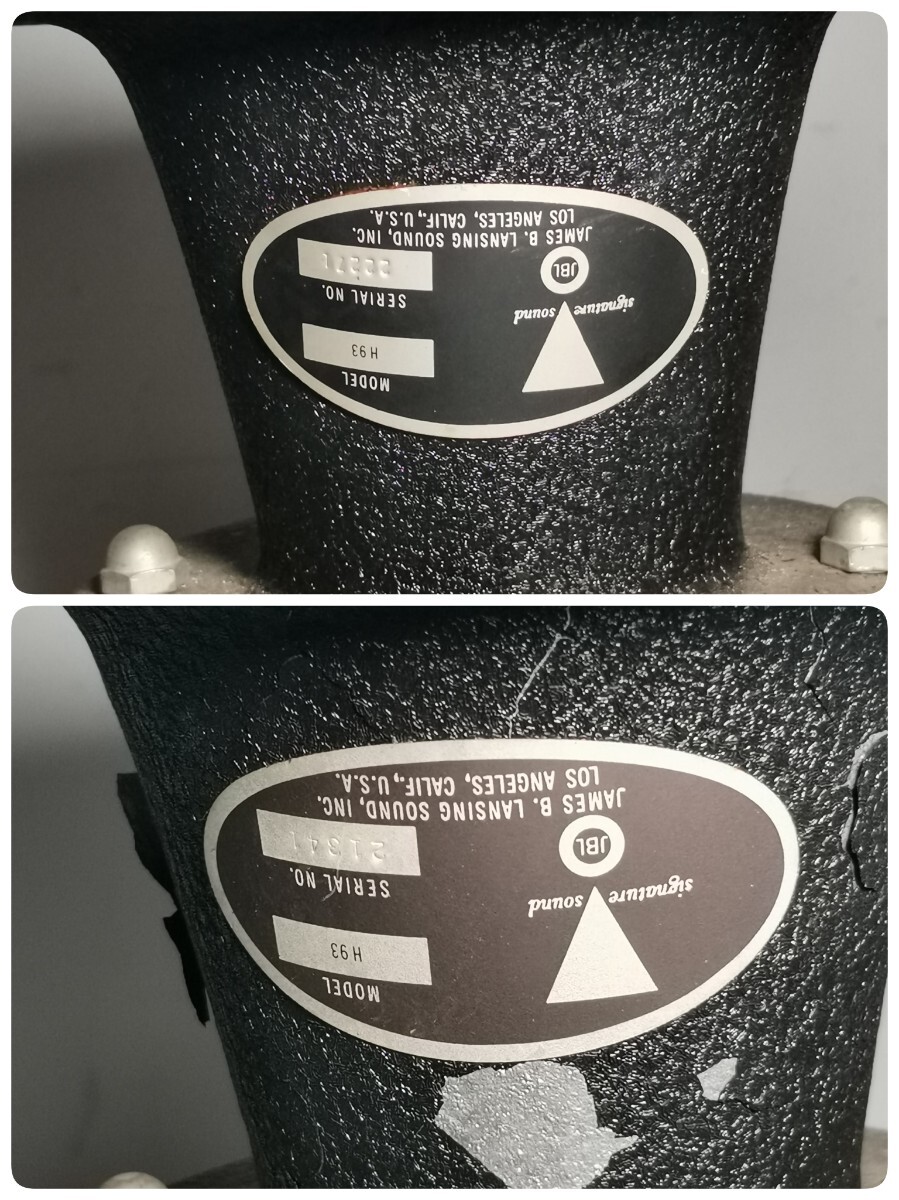 MODEL
H93
SERIAL NO.
22271
signature sound
JBL
JAMES B. LANSING SOUND, INC.
LOS ANGELES, CALIF., U.S.A.
MODEL
H93
SERIAL NO.
signature sound
JBL
JAMES B. LANSING SOUND, INC.
LOS ANGELES, CALIF., U.S.A.